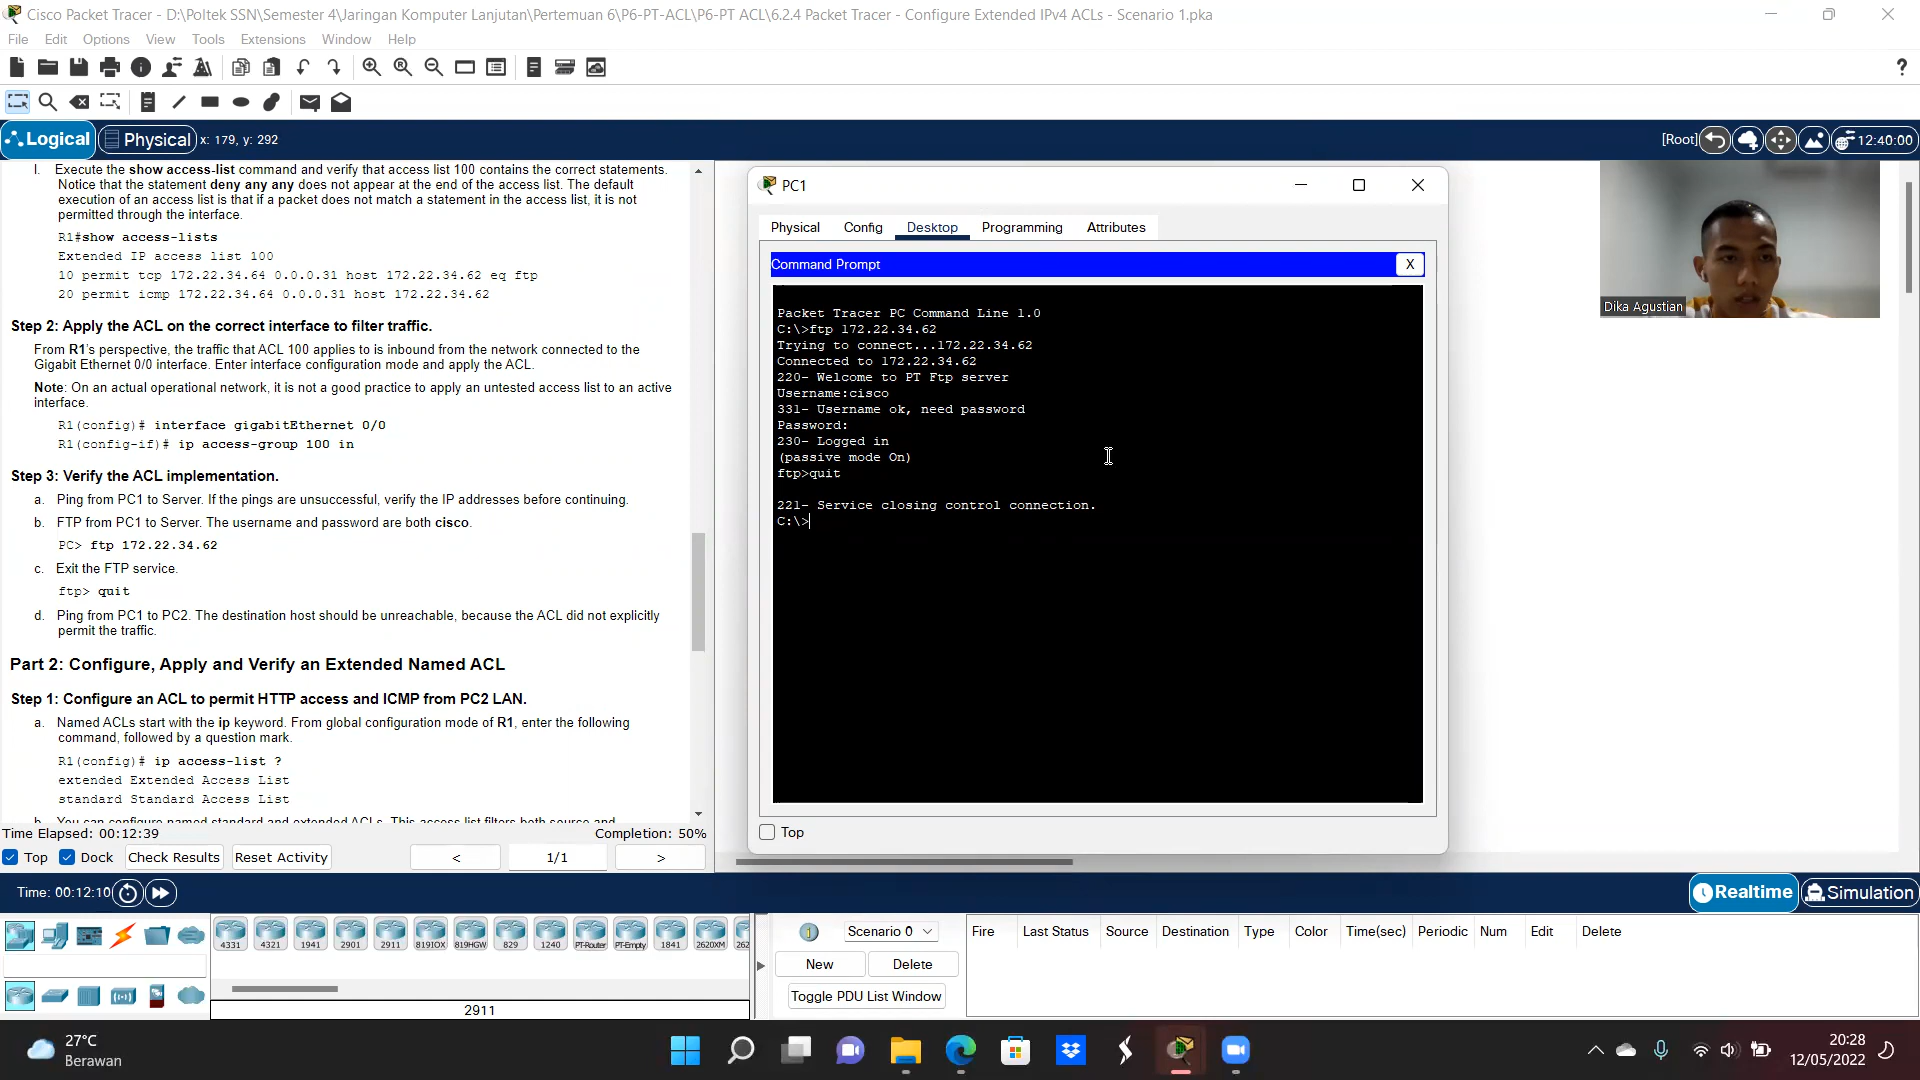 Cisco Packet Tracer - D:\Poltek SSN\Semester 4\Jaringan Komputer Lanjutan\Pertemuan 6\P6-PT-ACL\P6-PT ACL\6.2.4 Packet Tracer - Configure Extended IPv4 ACLs - Scenario 1.pka
File Edit Options View Tools Extensions Window Help
?
Logical Physical x: 179, y: 292
[Root] 12:40:00
l. Execute the show access-list command and verify that access list 100 contains the correct statements.
Notice that the statement deny any any does not appear at the end of the access list. The default
execution of an access list is that if a packet does not match a statement in the access list, it is not
permitted through the interface.
R1#show access-lists
Extended IP access list 100
10 permit tcp 172.22.34.64 0.0.0.31 host 172.22.34.62 eq ftp
20 permit icmp 172.22.34.64 0.0.0.31 host 172.22.34.62
Step 2: Apply the ACL on the correct interface to filter traffic.
From R1's perspective, the traffic that ACL 100 applies to is inbound from the network connected to the
Gigabit Ethernet 0/0 interface. Enter interface configuration mode and apply the ACL.
Note: On an actual operational network, it is not a good practice to apply an untested access list to an active
interface.
R1(config)# interface gigabitEthernet 0/0
R1(config-if)# ip access-group 100 in
Step 3: Verify the ACL implementation.
a. Ping from PC1 to Server. If the pings are unsuccessful, verify the IP addresses before continuing.
b. FTP from PC1 to Server. The username and password are both cisco.
PC> ftp 172.22.34.62
c. Exit the FTP service.
ftp> quit
d. Ping from PC1 to PC2. The destination host should be unreachable, because the ACL did not explicitly
permit the traffic.
Part 2: Configure, Apply and Verify an Extended Named ACL
Step 1: Configure an ACL to permit HTTP access and ICMP from PC2 LAN.
a. Named ACLs start with the ip keyword. From global configuration mode of R1, enter the following
command, followed by a question mark.
R1(config)# ip access-list ?
extended Extended Access List
standard Standard Access List
b. You can configure named standard and extended ACLs. This access list filters both source and
Time Elapsed: 00:12:39 Completion: 50%
Top Dock Check Results Reset Activity < 1/1 >
PC1
Physical Config Desktop Programming Attributes
Command Prompt X
Packet Tracer PC Command Line 1.0
C:\>ftp 172.22.34.62
Trying to connect...172.22.34.62
Connected to 172.22.34.62
220- Welcome to PT Ftp server
Username:cisco
331- Username ok, need password
Password:
230- Logged in
(passive mode On)
ftp>quit
221- Service closing control connection.
C:\>
Top
Dika Agustian
Time: 00:12:10
Realtime Simulation
4331 4321 1941 2901 2911 819IOX 819HGW 829 1240 PT-Router PT-Empty 1841 2620XM 262
2911
Scenario 0
New Delete
Toggle PDU List Window
Fire Last Status Source Destination Type Color Time(sec) Periodic Num Edit Delete
27°C
Berawan
20:28
12/05/2022